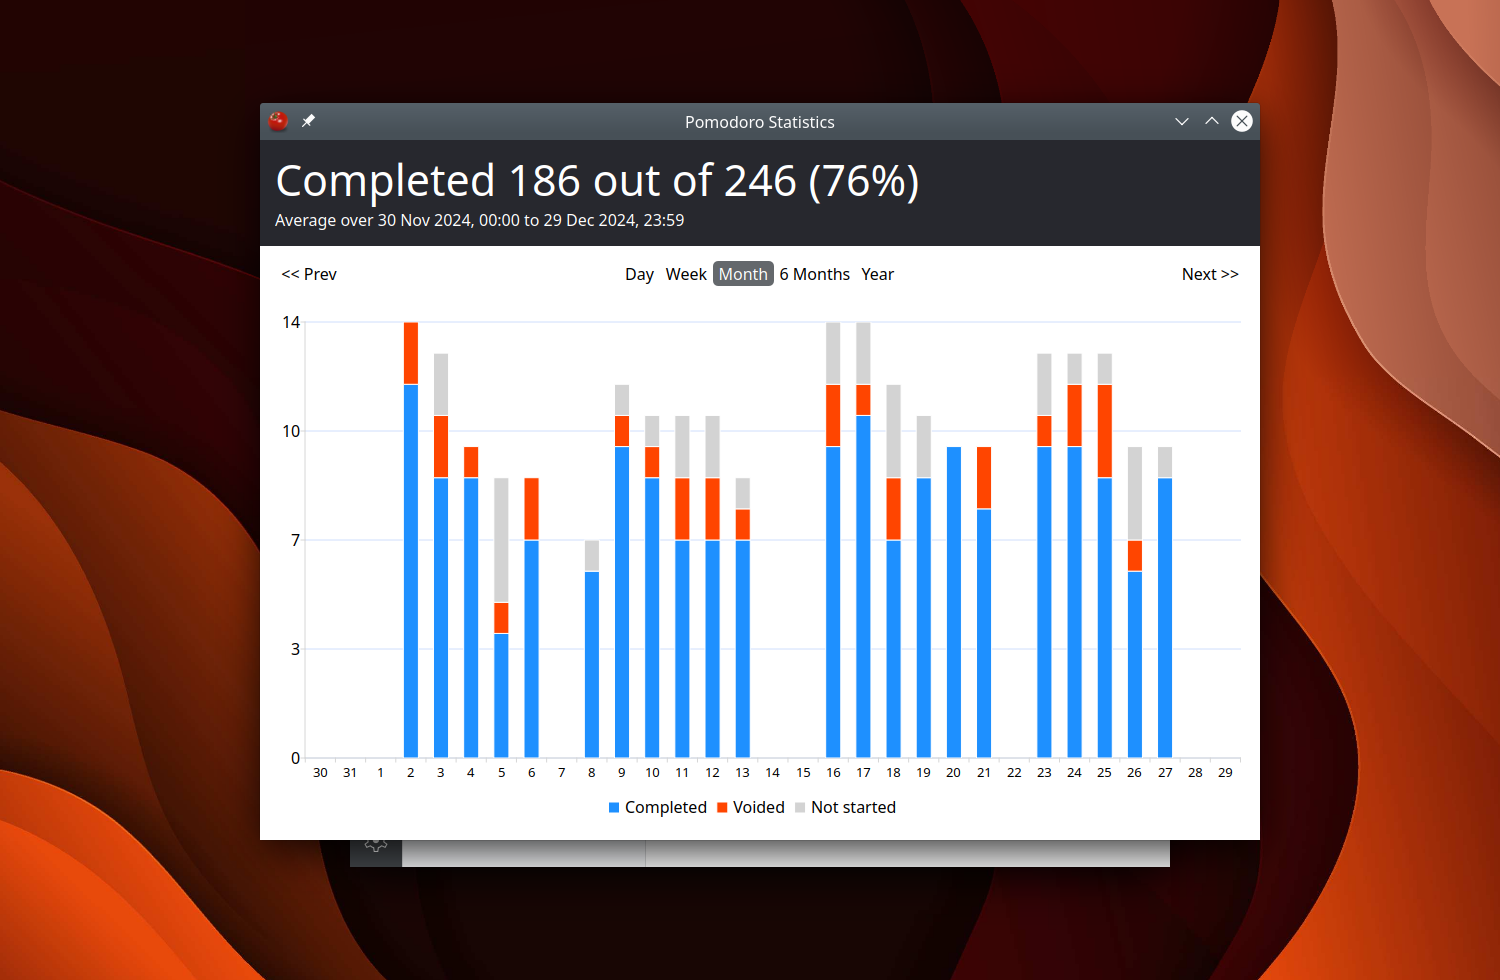 Pomodoro Statistics
Completed 186 out of 246 (76%)
Average over 30 Nov 2024, 00:00 to 29 Dec 2024, 23:59
<< Prev Day Week Month 6 Months Year Next >>
14
10
7
3
0
30 31 1 2 3 4 5 6 7 8 9 10 11 12 13 14 15 16 17 18 19 20 21 22 23 24 25 26 27 28 29
Completed Voided Not started